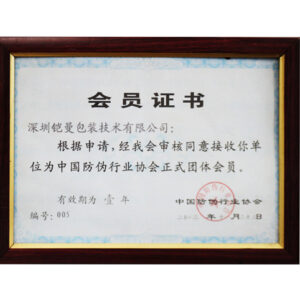 会员证书
深圳铠曼包装技术有限公司:
根据申请,经我会审核同意接收你单
位为中国防伪行业协会正式团体会员。
有效期为 壹 年
中国防伪行业协会
编号: 005
年 月 日